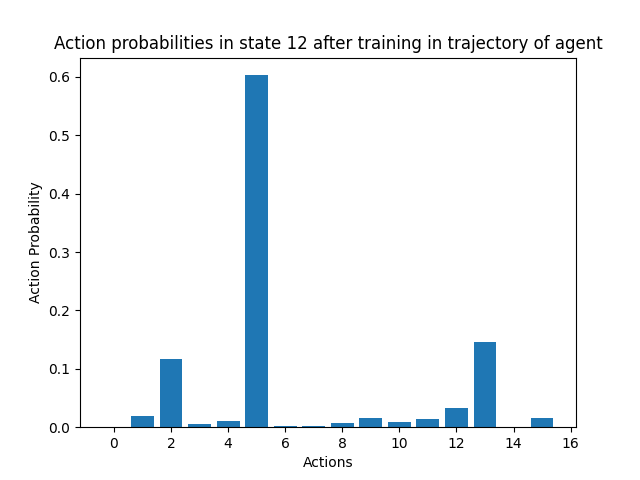 Action probabilities in state 12 after training in trajectory of agent
0.6
0.5
0.4
0.3
0.2
0.1
0.0
Action Probability
0 2 4 6 8 10 12 14 16
Actions